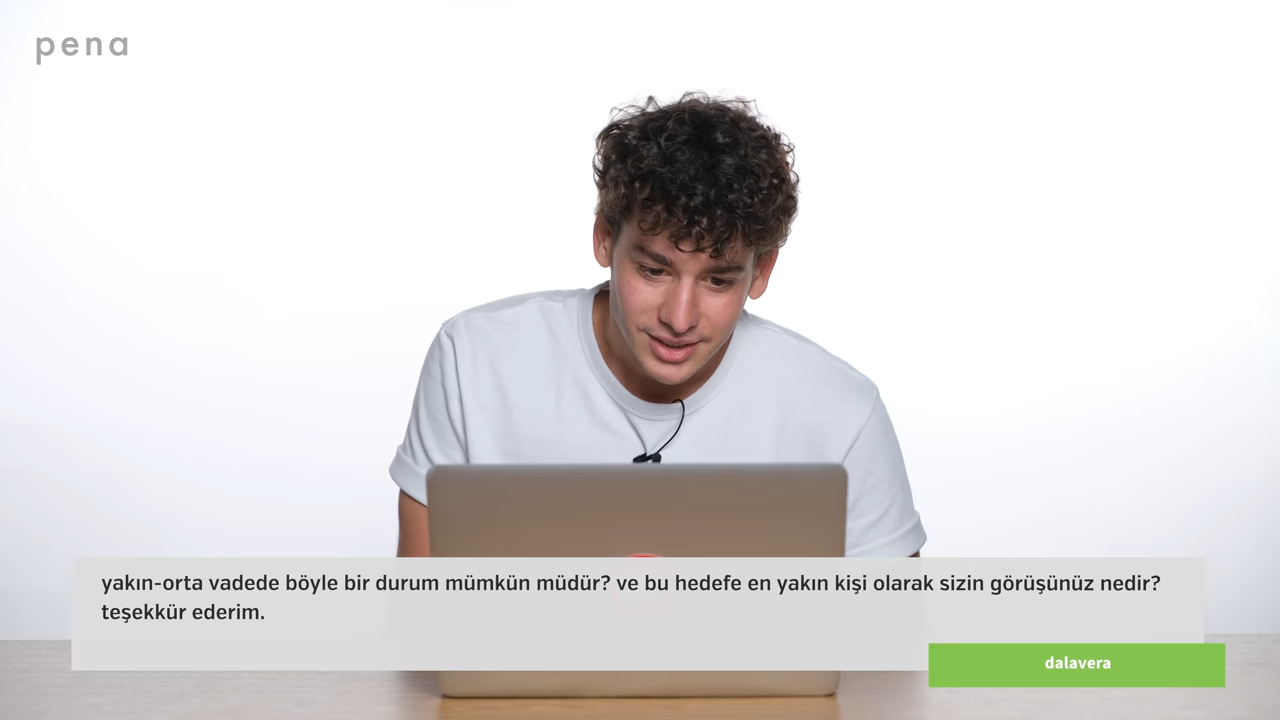 pena
yakın-orta vadede böyle bir durum mümkün müdür? ve bu hedefe en yakın kişi olarak sizin görüşünüz nedir?
teşekkür ederim.
dalavera